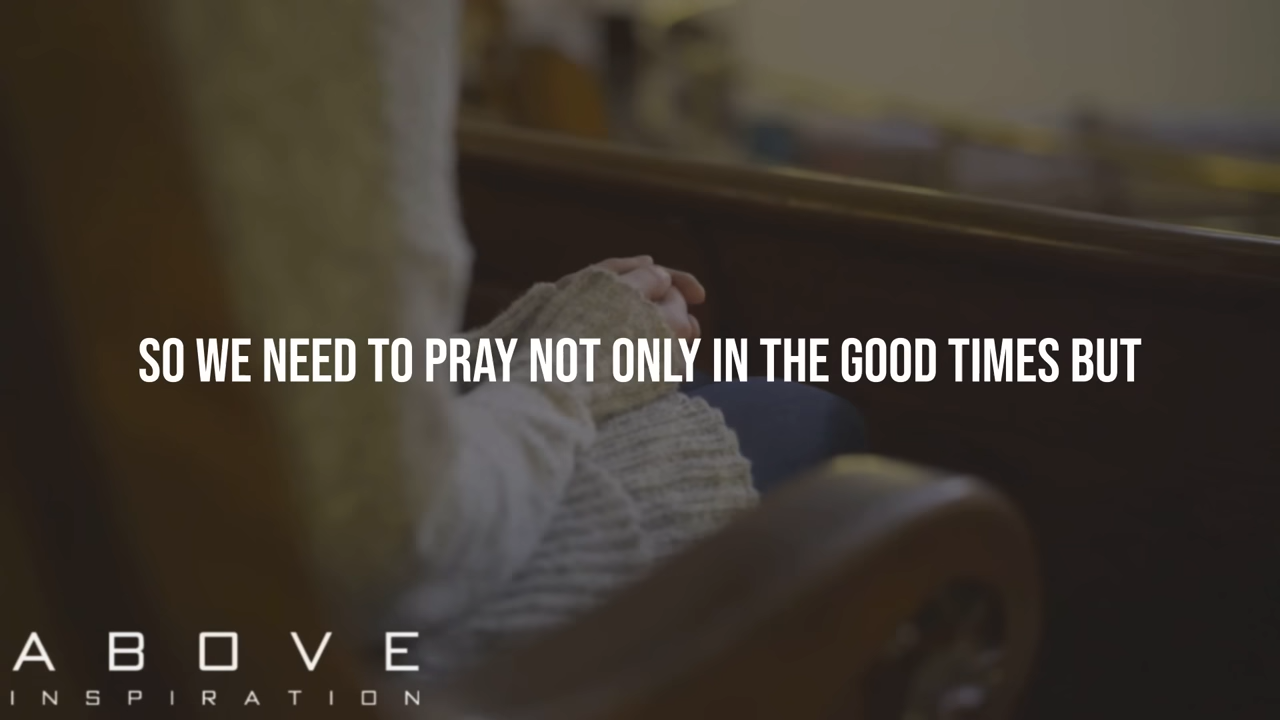 SO WE NEED TO PRAY NOT ONLY IN THE GOOD TIMES BUT
ABOVE
INSPIRATION